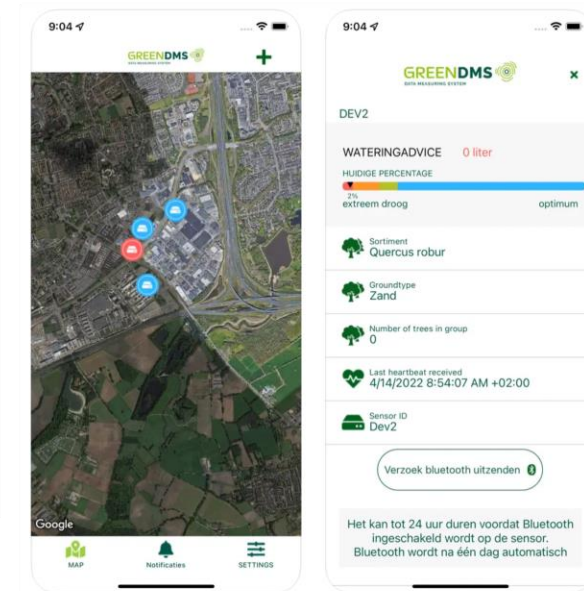 9:04
GREENDMS
DATA MEASURING SYSTEM
Google
MAP
Notificaties
SETTINGS
9:04
GREENDMS
DATA MEASURING SYSTEM
×
DEV2
WATERINGADVICE 0 liter
HUIDIGE PERCENTAGE
2%
extreem droog optimum
Sortiment
Quercus robur
Groundtype
Zand
Number of trees in group
0
Last heartbeat received
4/14/2022 8:54:07 AM +02:00
Sensor ID
Dev2
Verzoek bluetooth uitzenden
Het kan tot 24 uur duren voordat Bluetooth
ingeschakeld wordt op de sensor.
Bluetooth wordt na één dag automatisch